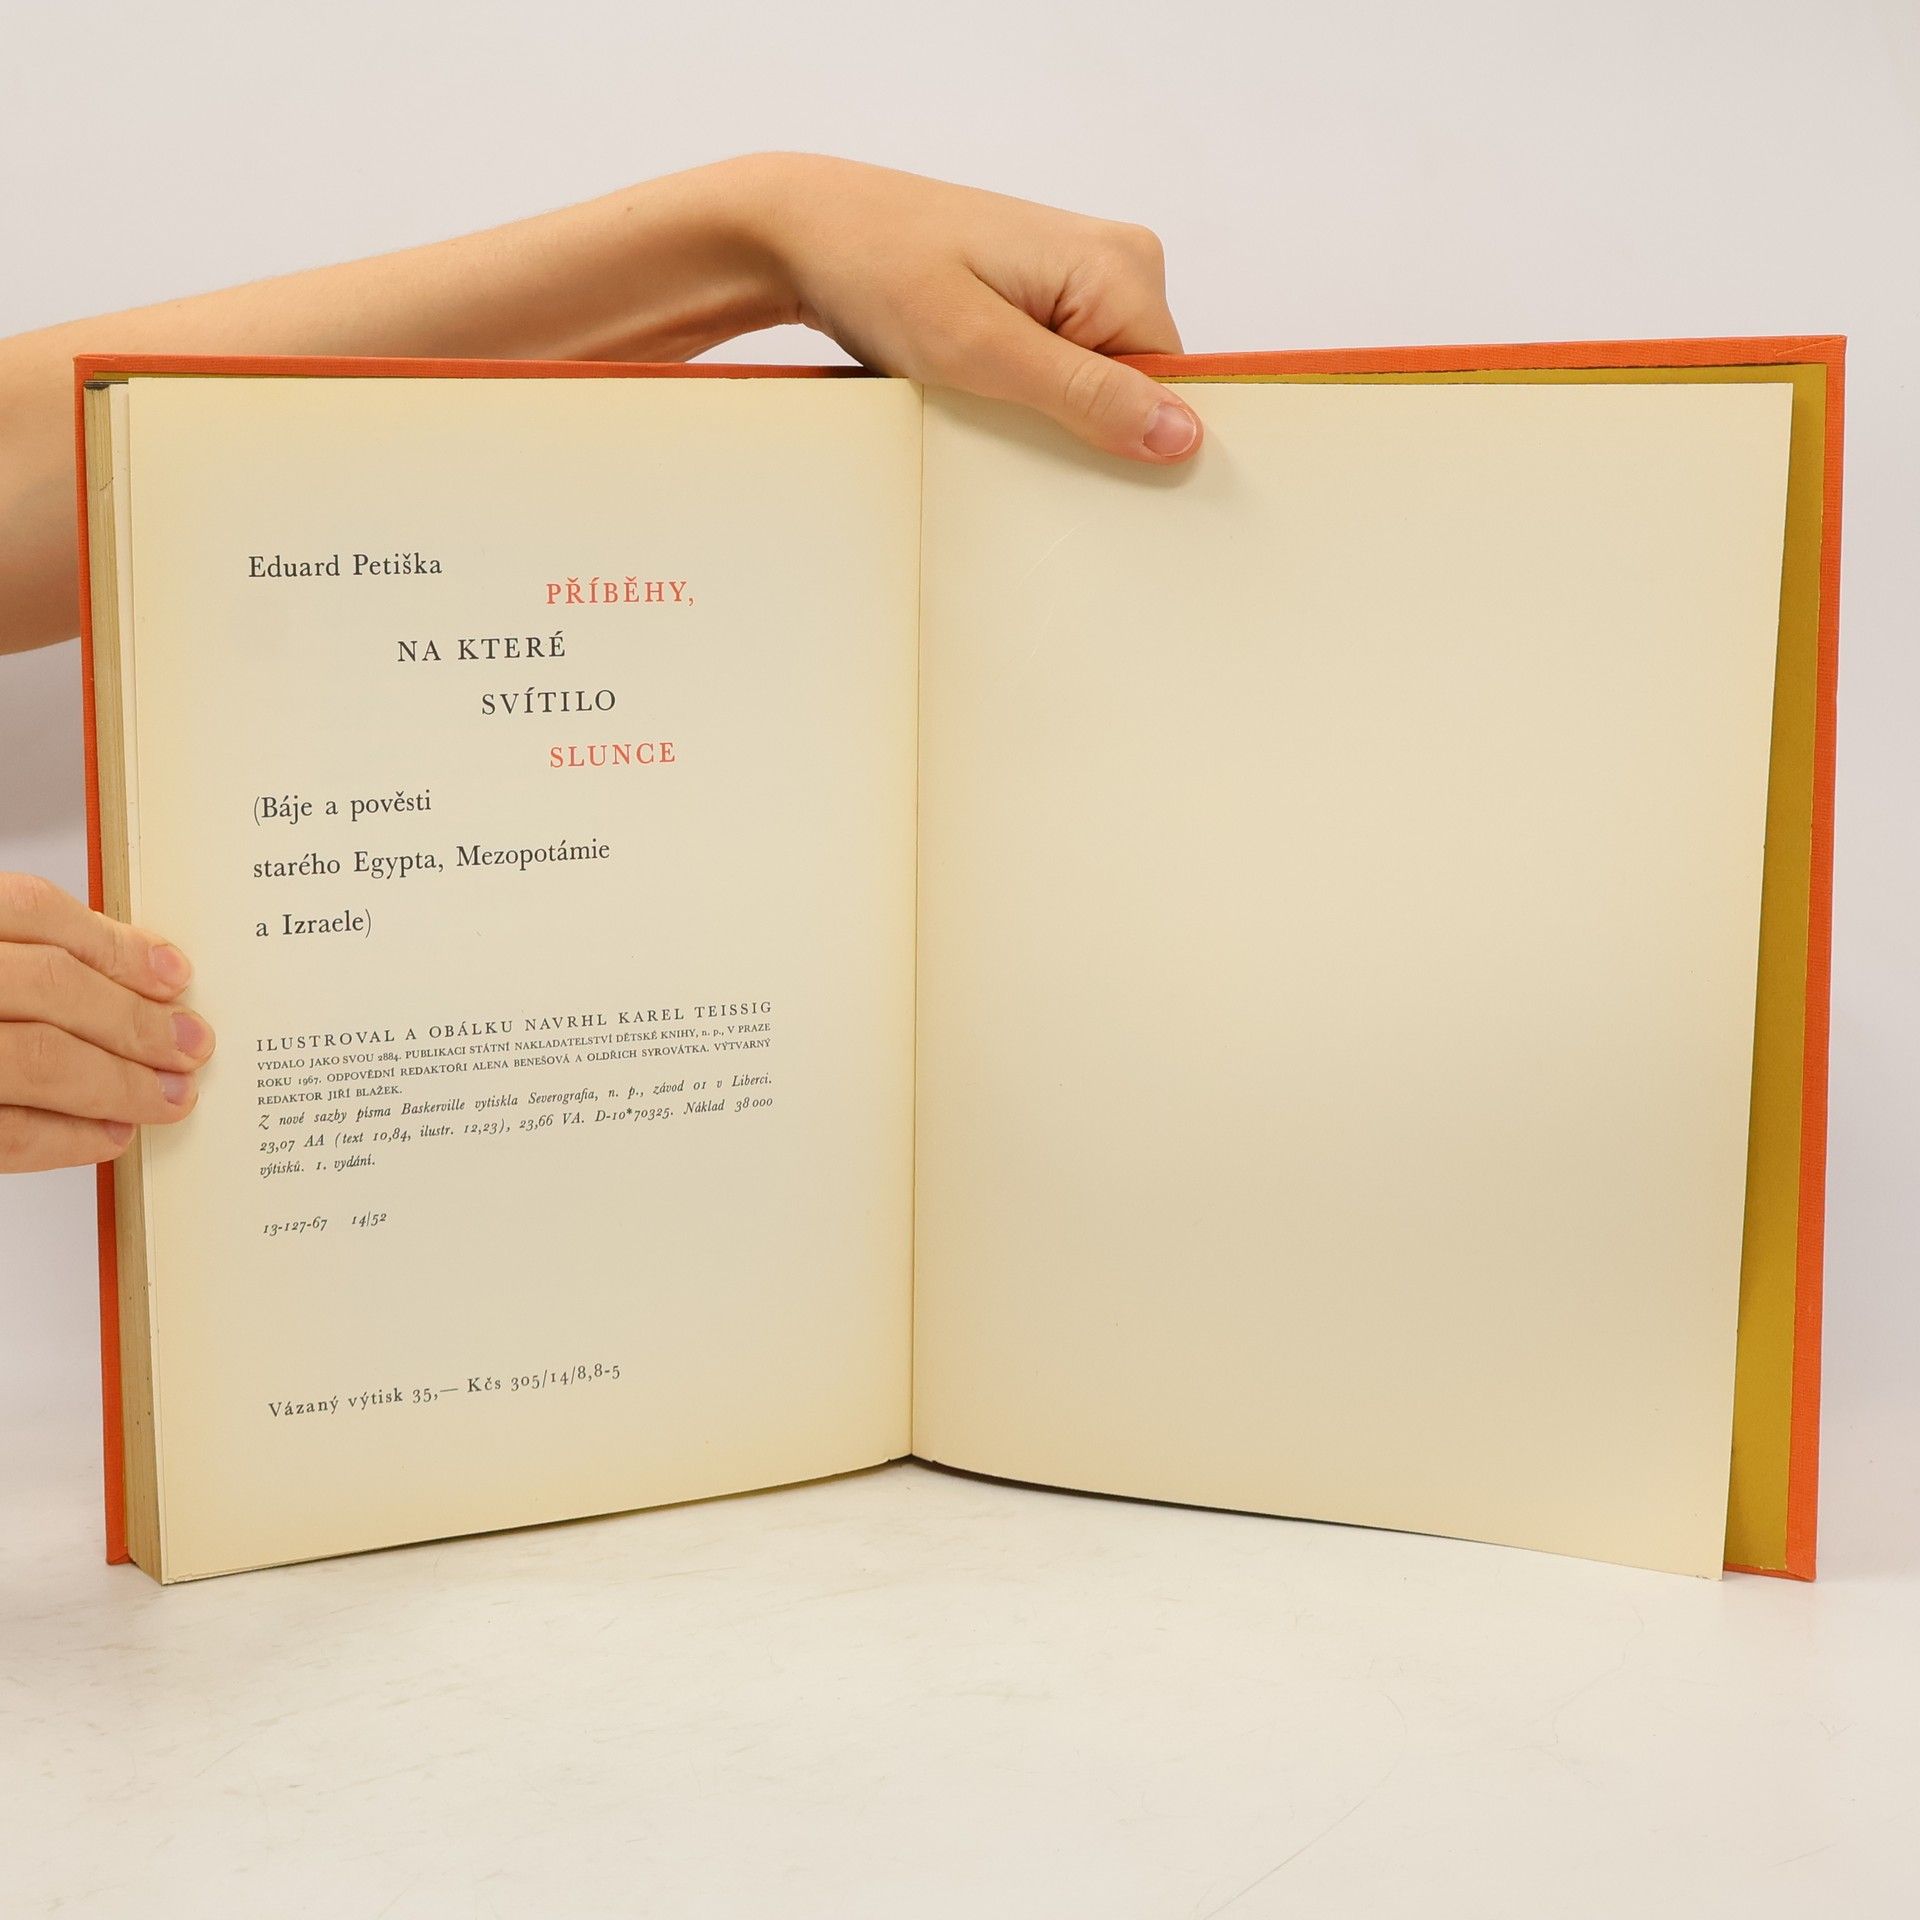 Eduard Petiška
PŘÍBĚHY,
NA KTERÉ
SVÍTILO
SLUNCE
(Báje a pověsti
starého Egypta, Mezopotámie
a Izraele)
ILUSTROVAL A OBÁLKU NAVRHL KAREL TEISSIG
VYDALO JAKO SVOU 2884. PUBLIKACI STÁTNÍ NAKLADATELSTVÍ DĚTSKÉ KNIHY, n. p., V PRAZE
ROKU 1967. ODPOVĚDNÍ REDAKTOŘI ALENA BENEŠOVÁ A OLDŘICH SYROVÁTKA. VÝTVARNÝ
REDAKTOR JIŘÍ BLAŽEK.
Z nové sazby písma Baskerville vytiskla Severografia, n. p., závod 01 v Liberci.
23,07 AA (text 10,84, ilustr. 12,23), 23,66 VA. D-10*70325. Náklad 38 000
výtisků. 1. vydání.
13-127-67 14/52
Vázaný výtisk 35,— Kčs 305/14/8,8-5